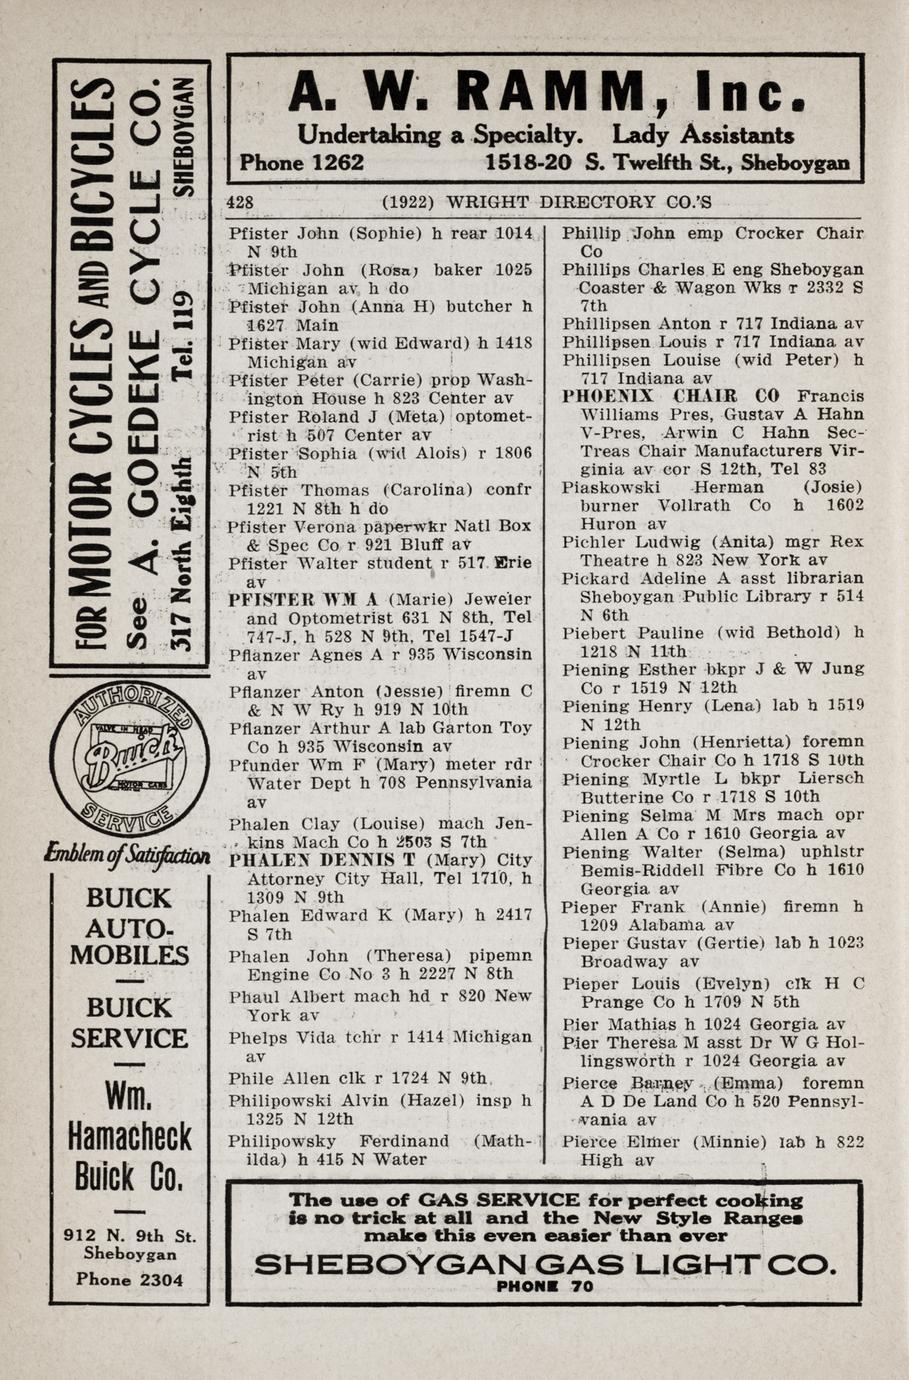 A. W. RAMM, Inc.
Undertaking a Specialty. Lady Assistants
Phone 1262 1518-20 S. Twelfth St., Sheboygan
FOR MOTOR CYCLES AND BICYCLES
See A. GOEDEKE CYCLE CO.
317 North Eighth Tel. 119 SHEBOYGAN
AUTHORIZED
VALVE IN HEAD
Buick
MOTOR CARS
SERVICE
Emblem of Satisfaction
BUICK
AUTO-
MOBILES
BUICK
SERVICE
Wm.
Hamacheck
Buick Co.
912 N. 9th St.
Sheboygan
Phone 2304
428 (1922) WRIGHT DIRECTORY CO.'S
Pfister John (Sophie) h rear 1014
N 9th
Pfister John (Rosa) baker 1025
Michigan av h do
Pfister John (Anna H) butcher h
1627 Main
Pfister Mary (wid Edward) h 1418
Michigan av
Pfister Peter (Carrie) prop Wash-
ington House h 823 Center av
Pfister Roland J (Meta) optomet-
rist h 507 Center av
Pfister Sophia (wid Alois) r 1806
N 5th
Pfister Thomas (Carolina) confr
1221 N 8th h do
Pfister Verona paperwkr Natl Box
& Spec Co r 921 Bluff av
Pfister Walter student r 517 Erie
av
PFISTER WM A (Marie) Jeweler
and Optometrist 631 N 8th, Tel
747-J, h 528 N 9th, Tel 1547-J
Pflanzer Agnes A r 935 Wisconsin
av
Pflanzer Anton (Jessie) firemn C
& N W Ry h 919 N 10th
Pflanzer Arthur A lab Garton Toy
Co h 935 Wisconsin av
Pfunder Wm F (Mary) meter rdr
Water Dept h 708 Pennsylvania
av
Phalen Clay (Louise) mach Jen-
kins Mach Co h 2503 S 7th
PHALEN DENNIS T (Mary) City
Attorney City Hall, Tel 1710, h
1309 N 9th
Phalen Edward K (Mary) h 2417
S 7th
Phalen John (Theresa) pipemn
Engine Co No 3 h 2227 N 8th
Phaul Albert mach hd r 820 New
York av
Phelps Vida tchr r 1414 Michigan
av
Phile Allen clk r 1724 N 9th
Philipowski Alvin (Hazel) insp h
1325 N 12th
Philipowsky Ferdinand (Math-
ilda) h 415 N Water
Phillip John emp Crocker Chair
Co
Phillips Charles E eng Sheboygan
Coaster & Wagon Wks r 2332 S
7th
Phillipsen Anton r 717 Indiana av
Phillipsen Louis r 717 Indiana av
Phillipsen Louise (wid Peter) h
717 Indiana av
PHOENIX CHAIR CO Francis
Williams Pres, Gustav A Hahn
V-Pres, Arwin C Hahn Sec-
Treas Chair Manufacturers Vir-
ginia av cor S 12th, Tel 83
Piaskowski Herman (Josie)
burner Vollrath Co h 1602
Huron av
Pichler Ludwig (Anita) mgr Rex
Theatre h 823 New York av
Pickard Adeline A asst librarian
Sheboygan Public Library r 514
N 6th
Piebert Pauline (wid Bethold) h
1218 N 11th
Piening Esther bkpr J & W Jung
Co r 1519 N 12th
Piening Henry (Lena) lab h 1519
N 12th
Piening John (Henrietta) foremn
Crocker Chair Co h 1718 S 10th
Piening Myrtle L bkpr Liersch
Butterine Co r 1718 S 10th
Piening Selma M Mrs mach opr
Allen A Co r 1610 Georgia av
Piening Walter (Selma) uphlstr
Bemis-Riddell Fibre Co h 1610
Georgia av
Pieper Frank (Annie) firemn h
1209 Alabama av
Pieper Gustav (Gertie) lab h 1023
Broadway av
Pieper Louis (Evelyn) clk H C
Prange Co h 1709 N 5th
Pier Mathias h 1024 Georgia av
Pier Theresa M asst Dr W G Hol-
lingsworth r 1024 Georgia av
Pierce Barney (Emma) foremn
A D De Land Co h 520 Pennsyl-
vania av
Pierce Elmer (Minnie) lab h 822
High av
The use of GAS SERVICE for perfect cooking
is no trick at all and the New Style Ranges
make this even easier than ever
SHEBOYGAN GAS LIGHT CO.
PHONE 70